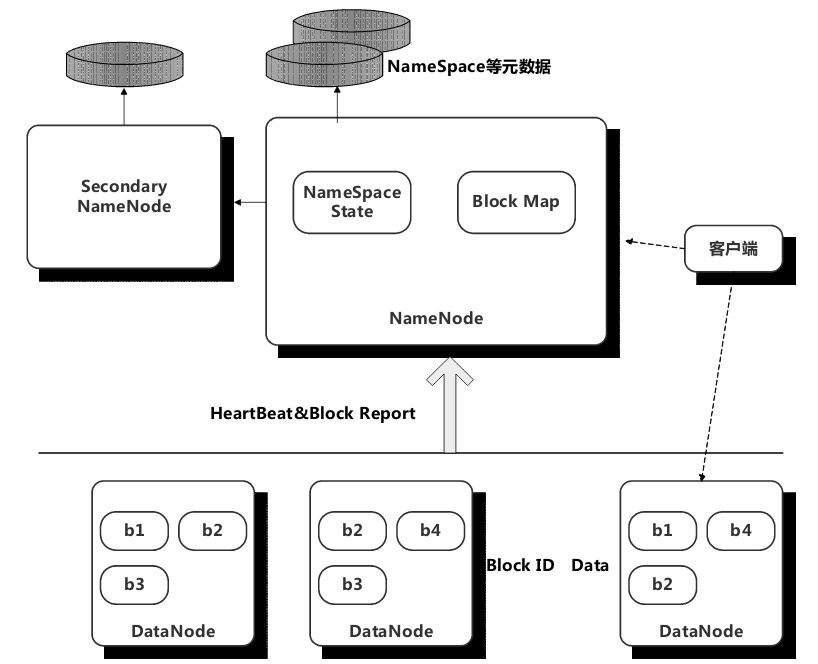 NameSpace等元数据
Secondary
NameNode
NameSpace
State
Block Map
客户端
NameNode
HeartBeat&Block Report
b1
b2
b3
DataNode
b2
b4
b3
DataNode
Block ID Data
b1
b4
b2
DataNode